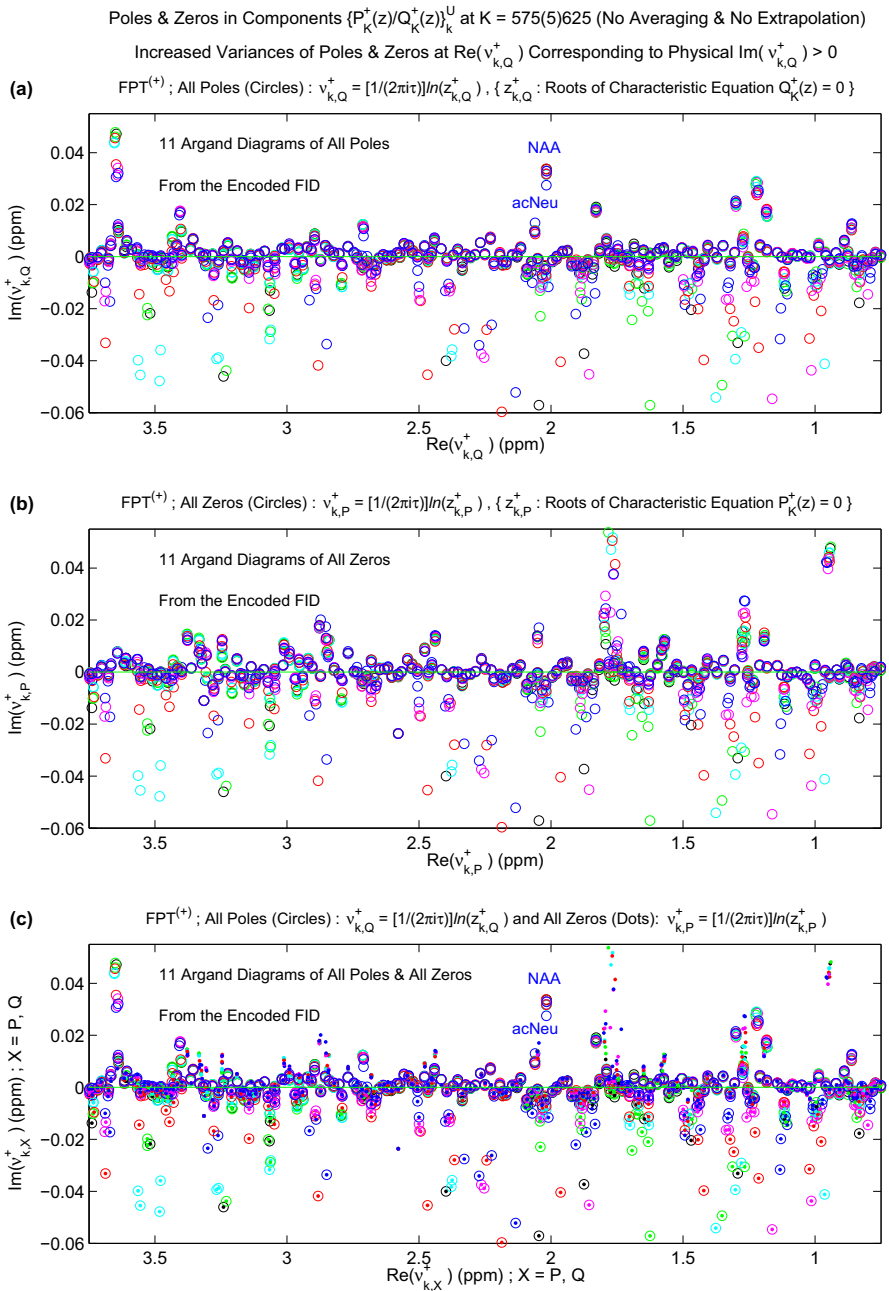 Poles & Zeros in Components {P⁺_K(z)/Q⁺_K(z)}^U_k at K = 575(5)625 (No Averaging & No Extrapolation)
Increased Variances of Poles & Zeros at Re(ν⁺_{k,Q}) Corresponding to Physical Im(ν⁺_{k,Q}) > 0
(a) FPT⁽⁺⁾ ; All Poles (Circles) : ν⁺_{k,Q} = [1/(2πiτ)]ln(z⁺_{k,Q}) , { z⁺_{k,Q} : Roots of Characteristic Equation Q⁺_K(z) = 0 }
11 Argand Diagrams of All Poles
From the Encoded FID
NAA
acNeu
0.04
0.02
0
−0.02
−0.04
−0.06
Im(ν⁺_{k,Q}) (ppm)
3.5 3 2.5 2 1.5 1
Re(ν⁺_{k,Q}) (ppm)
(b) FPT⁽⁺⁾ ; All Zeros (Circles) : ν⁺_{k,P} = [1/(2πiτ)]ln(z⁺_{k,P}) , { z⁺_{k,P} : Roots of Characteristic Equation P⁺_K(z) = 0 }
11 Argand Diagrams of All Zeros
From the Encoded FID
0.04
0.02
0
−0.02
−0.04
−0.06
Im(ν⁺_{k,P}) (ppm)
3.5 3 2.5 2 1.5 1
Re(ν⁺_{k,P}) (ppm)
(c) FPT⁽⁺⁾ ; All Poles (Circles) : ν⁺_{k,Q} = [1/(2πiτ)]ln(z⁺_{k,Q}) and All Zeros (Dots): ν⁺_{k,P} = [1/(2πiτ)]ln(z⁺_{k,P})
11 Argand Diagrams of All Poles & All Zeros
From the Encoded FID
NAA
acNeu
0.04
0.02
0
−0.02
−0.04
−0.06
Im(ν⁺_{k,X}) (ppm) ; X = P, Q
3.5 3 2.5 2 1.5 1
Re(ν⁺_{k,X}) (ppm) ; X = P, Q